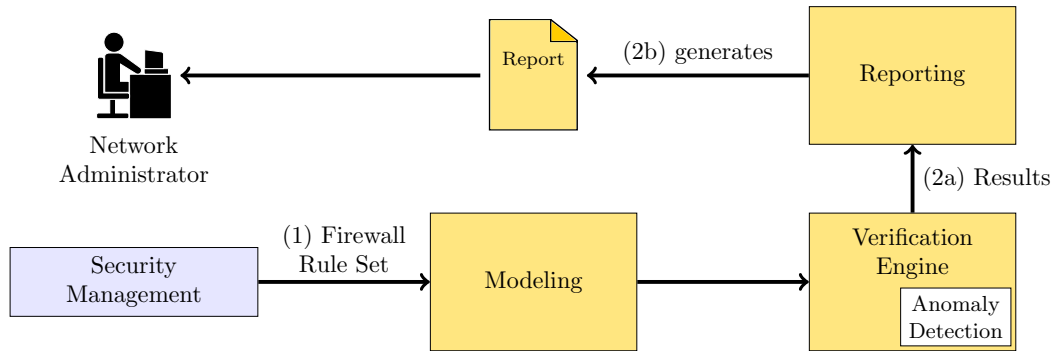 Report
(2b) generates
Reporting
Network
Administrator
(2a) Results
(1) Firewall
Rule Set
Security
Management
Modeling
Verification
Engine
Anomaly
Detection